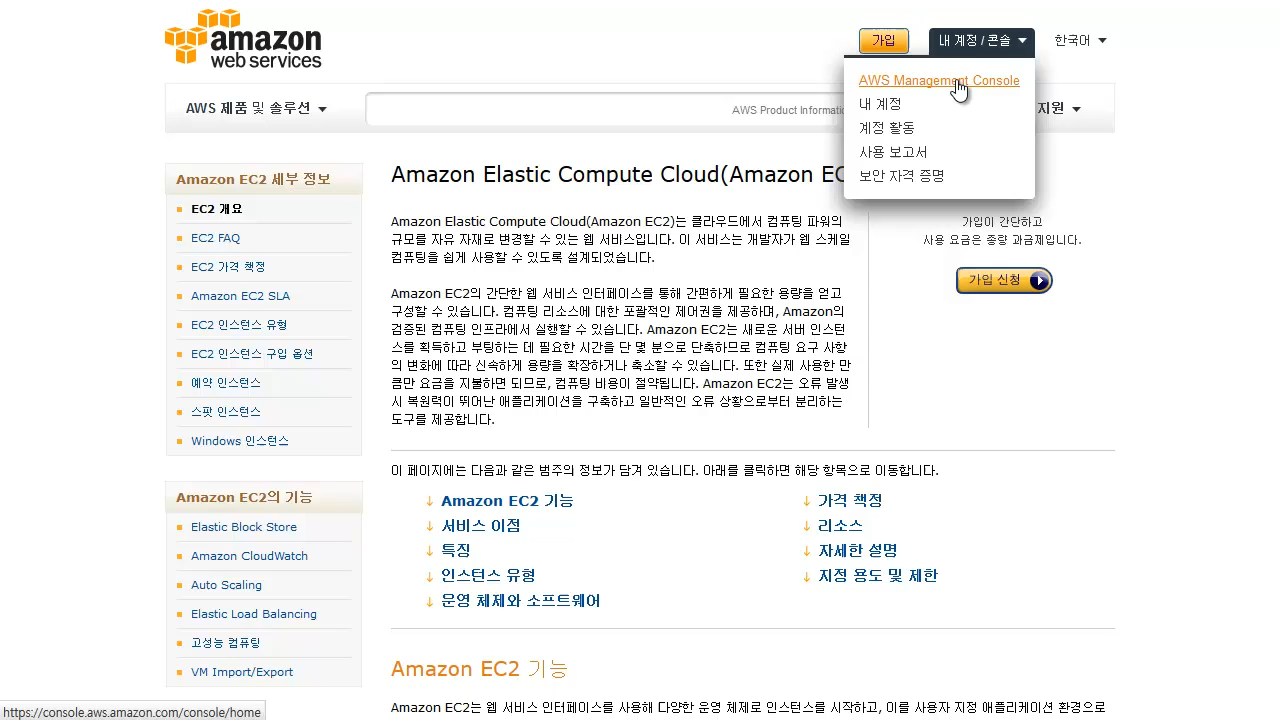 amazon
web services
가입
내 계정 / 콘솔
한국어
AWS Management Console
내 계정
계정 활동
사용 보고서
보안 자격 증명
AWS 제품 및 솔루션
AWS Product Informatio
지원
Amazon EC2 세부 정보
EC2 개요
EC2 FAQ
EC2 가격 책정
Amazon EC2 SLA
EC2 인스턴스 유형
EC2 인스턴스 구입 옵션
예약 인스턴스
스팟 인스턴스
Windows 인스턴스
Amazon EC2의 기능
Elastic Block Store
Amazon CloudWatch
Auto Scaling
Elastic Load Balancing
고성능 컴퓨팅
VM Import/Export
Amazon Elastic Compute Cloud(Amazon EC
Amazon Elastic Compute Cloud(Amazon EC2)는 클라우드에서 컴퓨팅 파워의
규모를 자유 자재로 변경할 수 있는 웹 서비스입니다. 이 서비스는 개발자가 웹 스케일
컴퓨팅을 쉽게 사용할 수 있도록 설계되었습니다.
Amazon EC2의 간단한 웹 서비스 인터페이스를 통해 간편하게 필요한 용량을 얻고
구성할 수 있습니다. 컴퓨팅 리소스에 대한 포괄적인 제어권을 제공하며, Amazon의
검증된 컴퓨팅 인프라에서 실행할 수 있습니다. Amazon EC2는 새로운 서버 인스턴
스를 획득하고 부팅하는 데 필요한 시간을 단 몇 분으로 단축하므로 컴퓨팅 요구 사항
의 변화에 따라 신속하게 용량을 확장하거나 축소할 수 있습니다. 또한 실제 사용한 만
큼만 요금을 지불하면 되므로, 컴퓨팅 비용이 절약됩니다. Amazon EC2는 오류 발생
시 복원력이 뛰어난 애플리케이션을 구축하고 일반적인 오류 상황으로부터 분리하는
도구를 제공합니다.
가입이 간단하고
사용 요금은 종량 과금제입니다.
가입 신청
이 페이지에는 다음과 같은 범주의 정보가 담겨 있습니다. 아래를 클릭하면 해당 항목으로 이동합니다.
↓ Amazon EC2 기능
↓ 서비스 이점
↓ 특징
↓ 인스턴스 유형
↓ 운영 체제와 소프트웨어
↓ 가격 책정
↓ 리소스
↓ 자세한 설명
↓ 지정 용도 및 제한
Amazon EC2 기능
Amazon EC2는 웹 서비스 인터페이스를 사용해 다양한 운영 체제로 인스턴스를 시작하고, 이를 사용자 지정 애플리케이션 환경으로
https://console.aws.amazon.com/console/home